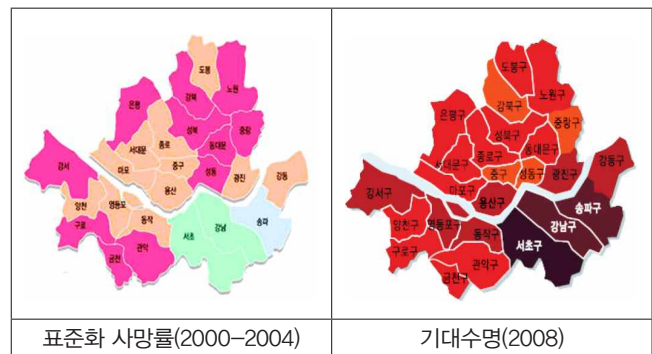 도봉
노원
강북
은평
성북
중랑
종로
서대문
동대문
강서
마포
중구
성동
광진
강동
용산
양천
영등포
동작
송파
구로
강남
서초
관악
금천
도봉구
노원구
강북구
은평구
중랑구
성북구
동대문구
종로구
서대문구
강동구
중구
성동구
광진구
마포구
강서구
용산구
송파구
양천구
영등포구
강남구
동작구
서초구
구로구
관악구
금천구
표준화 사망률(2000-2004)
기대수명(2008)